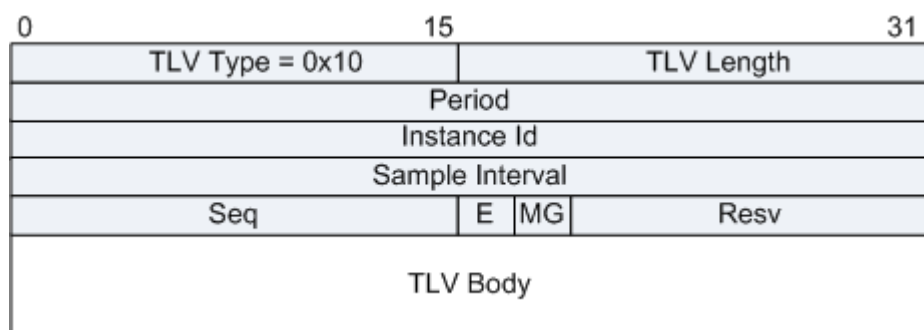 0 15 31
TLV Type = 0x10 TLV Length
Period
Instance Id
Sample Interval
Seq E MG Resv
TLV Body